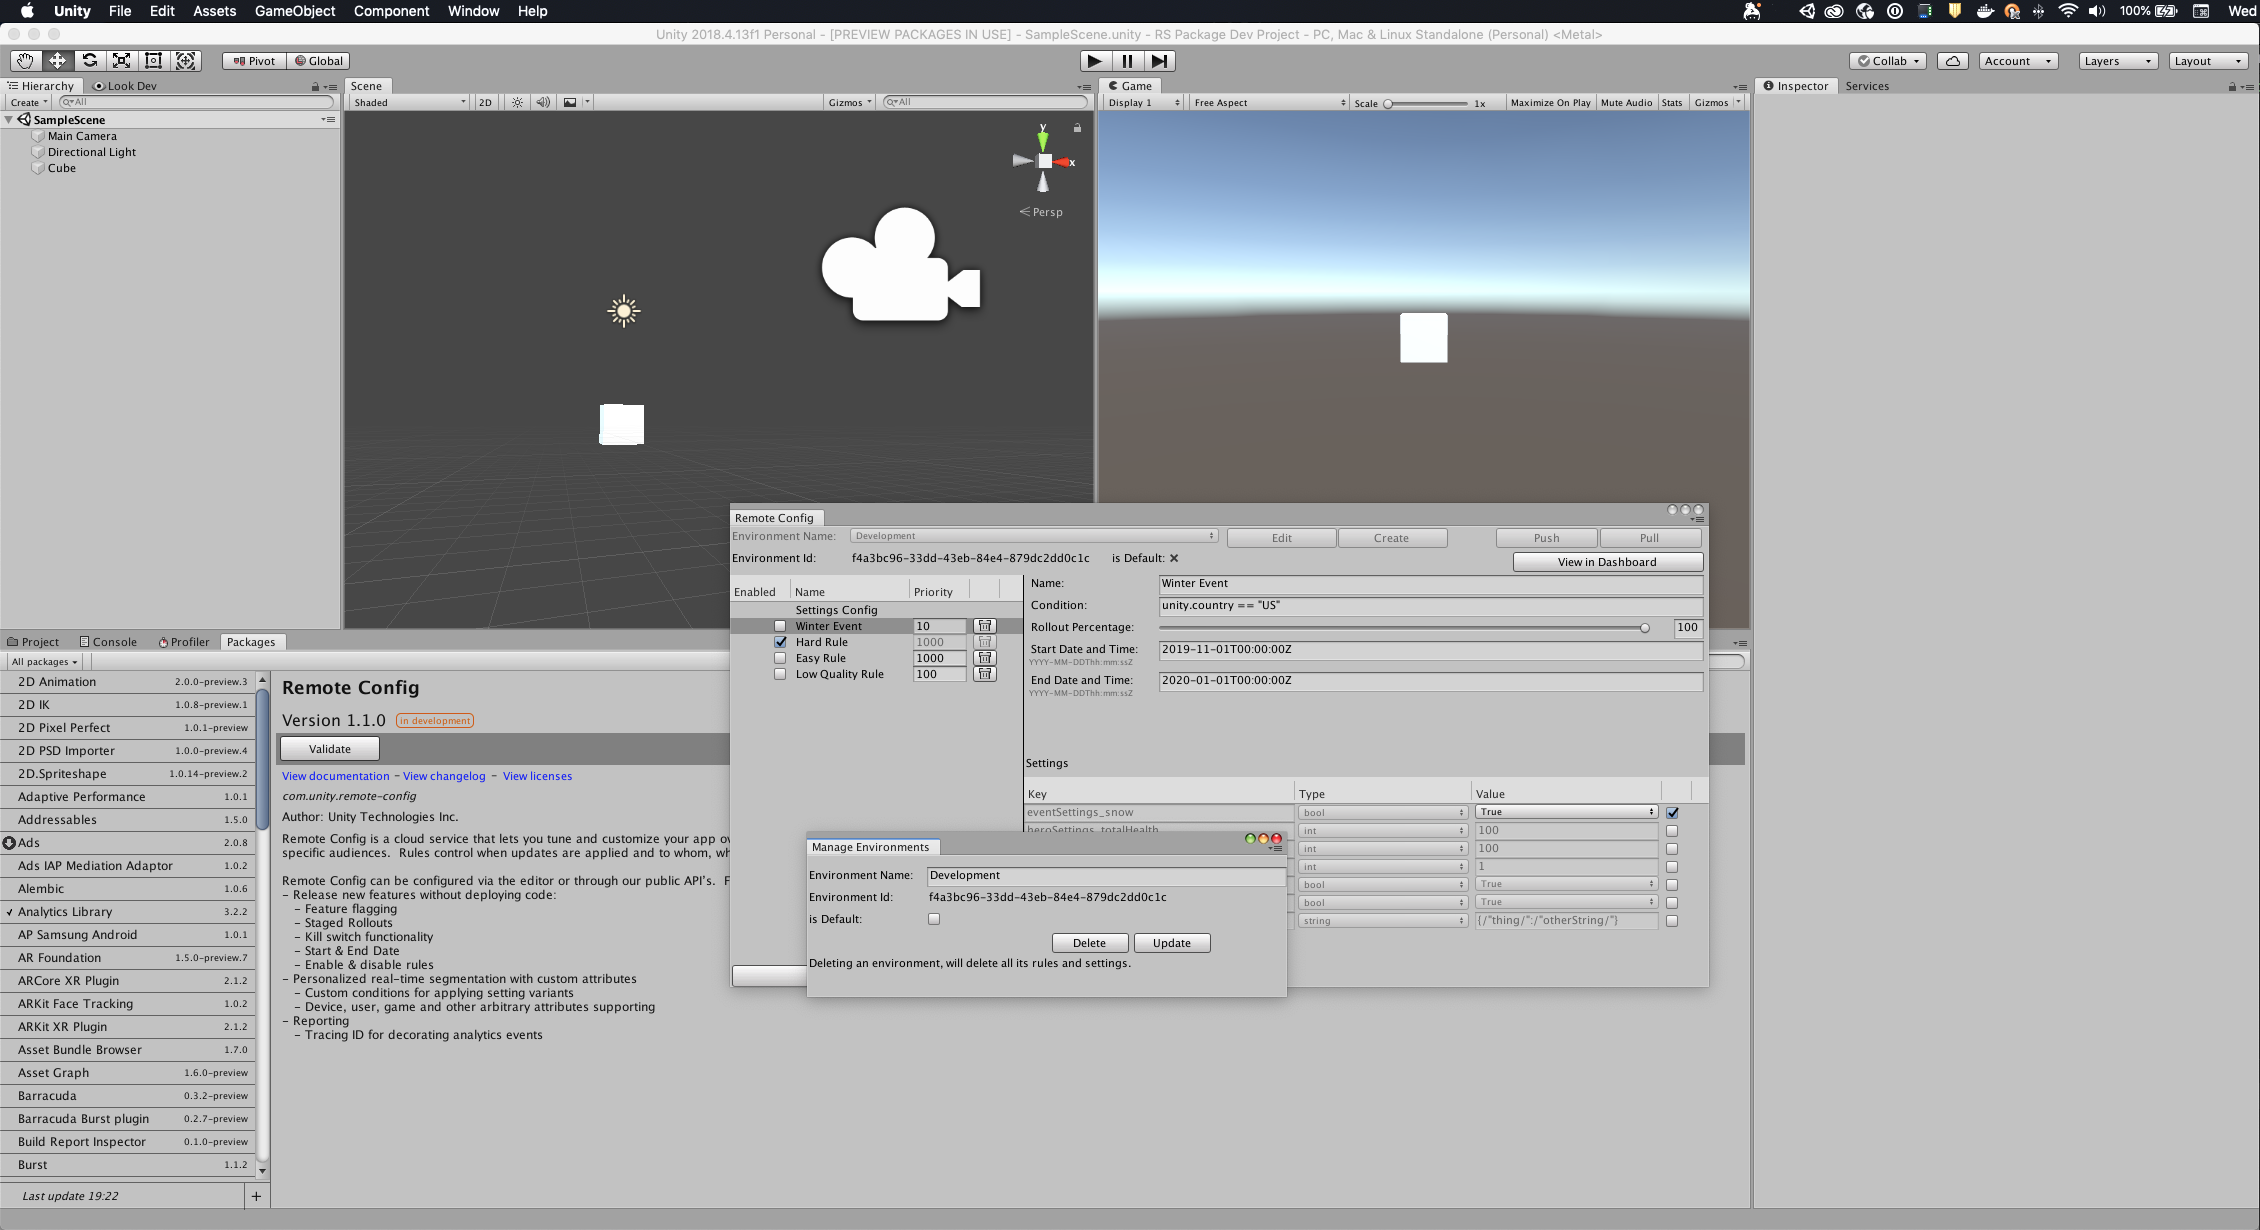 Unity File Edit Assets GameObject Component Window Help 100% Wed
Unity 2018.4.13f1 Personal - [PREVIEW PACKAGES IN USE] - SampleScene.unity - RS Package Dev Project - PC, Mac & Linux Standalone (Personal) <Metal>
Pivot Global Collab Account Layers Layout
Hierarchy Look Dev Scene Game Inspector Services
Create All Shaded 2D Gizmos All Display 1 Free Aspect Scale 1x Maximize On Play Mute Audio Stats Gizmos
SampleScene
Main Camera
Directional Light
Cube
y
x
Persp
Remote Config
Environment Name: Development Edit Create Push Pull
Environment Id: f4a3bc96-33dd-43eb-84e4-879dc2dd0c1c is Default:
View in Dashboard
Enabled Name Priority
Settings Config
Winter Event 10
Hard Rule 1000
Easy Rule 1000
Low Quality Rule 100
Name: Winter Event
Condition: unity.country == "US"
Rollout Percentage: 100
Start Date and Time: 2019-11-01T00:00:00Z
YYYY-MM-DDThh:mm:ssZ
End Date and Time: 2020-01-01T00:00:00Z
YYYY-MM-DDThh:mm:ssZ
Settings
Key Type Value
eventSettings_snow bool True
heroSettings_totalHealth int 100
int 100
int 1
bool True
bool True
string {/"thing/":/"otherString/"}
Manage Environments
Environment Name: Development
Environment Id: f4a3bc96-33dd-43eb-84e4-879dc2dd0c1c
is Default:
Delete Update
Deleting an environment, will delete all its rules and settings.
Project Console Profiler Packages
All packages
2D Animation 2.0.0-preview.3
2D IK 1.0.8-preview.1
2D Pixel Perfect 1.0.1-preview
2D PSD Importer 1.0.0-preview.4
2D.Spriteshape 1.0.14-preview.2
Adaptive Performance 1.0.1
Addressables 1.5.0
Ads 2.0.8
Ads IAP Mediation Adaptor 1.0.2
Alembic 1.0.6
Analytics Library 3.2.2
AP Samsung Android 1.0.1
AR Foundation 1.5.0-preview.7
ARCore XR Plugin 2.1.2
ARKit Face Tracking 1.0.2
ARKit XR Plugin 2.1.2
Asset Bundle Browser 1.7.0
Asset Graph 1.6.0-preview
Barracuda 0.3.2-preview
Barracuda Burst plugin 0.2.7-preview
Build Report Inspector 0.1.0-preview
Burst 1.1.2
Last update 19:22 +
Remote Config
Version 1.1.0 in development
Validate
View documentation - View changelog - View licenses
com.unity.remote-config
Author: Unity Technologies Inc.
Remote Config is a cloud service that lets you tune and customize your app ov
specific audiences. Rules control when updates are applied and to whom, wh
Remote Config can be configured via the editor or through our public API's. F
- Release new features without deploying code:
- Feature flagging
- Staged Rollouts
- Kill switch functionality
- Start & End Date
- Enable & disable rules
- Personalized real-time segmentation with custom attributes
- Custom conditions for applying setting variants
- Device, user, game and other arbitrary attributes supporting
- Reporting
- Tracing ID for decorating analytics events